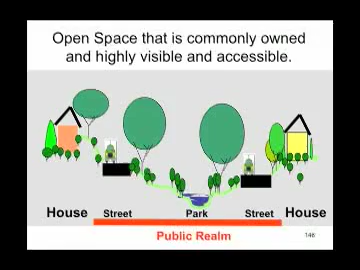 Open Space that is commonly owned
and highly visible and accessible.
House Street Park Street House
Public Realm
146